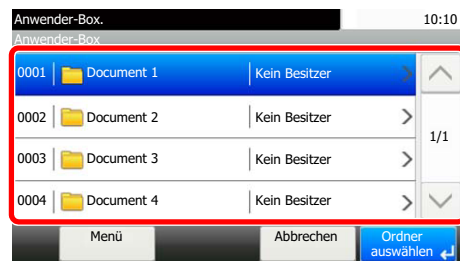 Anwender-Box. 10:10
Anwender-Box
0001 Document 1 Kein Besitzer
0002 Document 2 Kein Besitzer
1/1
0003 Document 3 Kein Besitzer
0004 Document 4 Kein Besitzer
Menü Abbrechen Ordner
auswählen